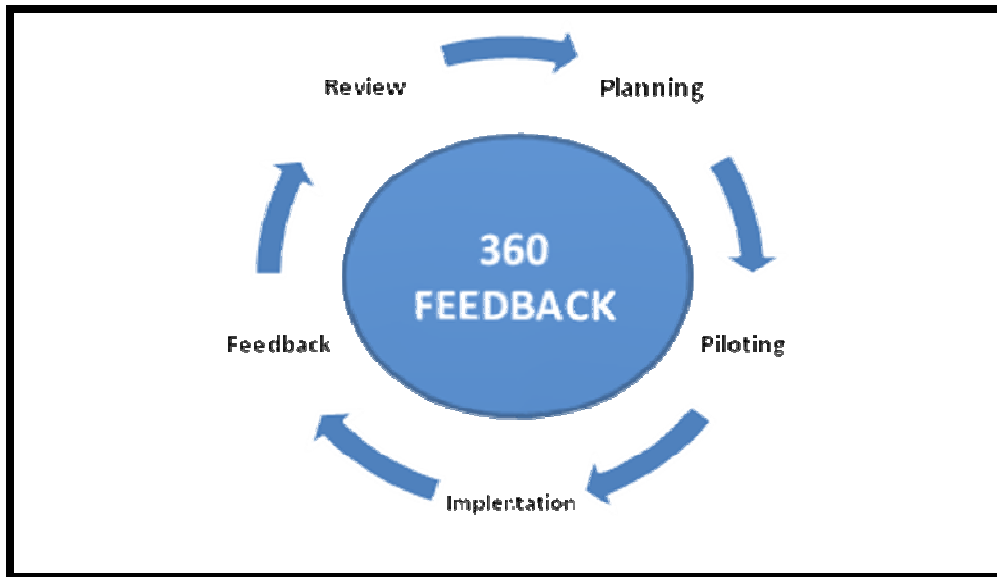 Review
Planning
360
FEEDBACK
Feedback
Piloting
Implentation